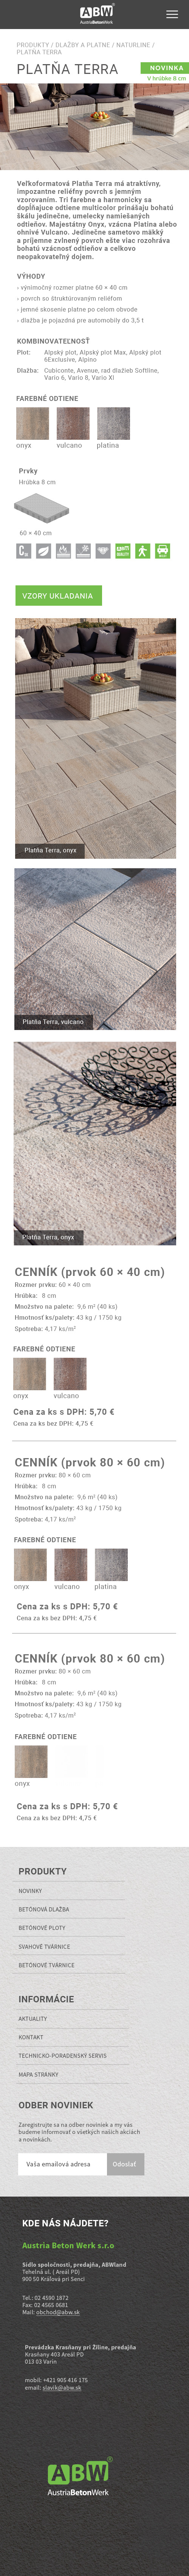 ABW
AustriaBetonWerk
PRODUKTY / DLAŽBY A PLATNE / NATURLINE /
PLATŇA TERRA
PLATŇA TERRA
NOVINKA
V hrúbke 8 cm
Veľkoformátová Platňa Terra má atraktívny,
impozantne reliéfny povrch s jemným
vzorovaním. Tri farebne a harmonicky sa
dopĺňajúce odtiene multicolor prinášajú bohatú
škálu jedinečne, umelecky namiešaných
odtieňov. Majestátny Onyx, vzácna Platina alebo
ohnivé Vulcano. Jedinečne zametovo mäkký
a príjemne zvlnený povrch ešte viac rozohráva
bohatú vzácnosť odtieňov a celkovo
neopakovateľný dojem.
VÝHODY
› výnimočný rozmer platne 60 × 40 cm
› povrch so štruktúrovaným reliéfom
› jemné skosenie platne po celom obvode
› dlažba je pojazdná pre automobily do 3,5 t
KOMBINOVATEĽNOSŤ
Plot: Alpský plot, Alpský plot Max, Alpský plot
6Exclusive, Alpino
Dlažba: Cubiconte, Avenue, rad dlažieb Softline,
Vario 6, Vario 8, Vario Xl
FAREBNÉ ODTIENE
onyx vulcano platina
Prvky
Hrúbka 8 cm
60 × 40 cm
VZORY UKLADANIA
Platňa Terra, onyx
Platňa Terra, vulcano
Platňa Terra, onyx
CENNÍK (prvok 60 × 40 cm)
Rozmer prvku: 60 × 40 cm
Hrúbka: 8 cm
Množstvo na palete: 9,6 m² (40 ks)
Hmotnosť ks/palety: 43 kg / 1750 kg
Spotreba: 4,17 ks/m²
FAREBNÉ ODTIENE
onyx vulcano
Cena za ks s DPH: 5,70 €
Cena za ks bez DPH: 4,75 €
CENNÍK (prvok 80 × 60 cm)
Rozmer prvku: 80 × 60 cm
Hrúbka: 8 cm
Množstvo na palete: 9,6 m² (40 ks)
Hmotnosť ks/palety: 43 kg / 1750 kg
Spotreba: 4,17 ks/m²
FAREBNÉ ODTIENE
onyx vulcano platina
Cena za ks s DPH: 5,70 €
Cena za ks bez DPH: 4,75 €
CENNÍK (prvok 80 × 60 cm)
Rozmer prvku: 80 × 60 cm
Hrúbka: 8 cm
Množstvo na palete: 9,6 m² (40 ks)
Hmotnosť ks/palety: 43 kg / 1750 kg
Spotreba: 4,17 ks/m²
FAREBNÉ ODTIENE
onyx
Cena za ks s DPH: 5,70 €
Cena za ks bez DPH: 4,75 €
PRODUKTY
NOVINKY
BETÓNOVÁ DLAŽBA
BETÓNOVÉ PLOTY
SVAHOVÉ TVÁRNICE
BETÓNOVÉ TVÁRNICE
INFORMÁCIE
AKTUALITY
KONTAKT
TECHNICKO-PORADENSKÝ SERVIS
MAPA STRÁNKY
ODBER NOVINIEK
Zaregistrujte sa na odber noviniek a my vás
budeme informovať o všetkých našich akciách
a novinkách.
Vaša emailová adresa Odoslať
KDE NÁS NÁJDETE?
Austria Beton Werk s.r.o
Sídlo spoločnosti, predajňa, ABWland
Tehelná ul. ( Areál PD)
900 50 Kráľová pri Senci
Tel.: 02 4590 1872
Fax: 02 4565 0681
Mail: obchod@abw.sk
Prevádzka Krasňany pri Žiline, predajňa
Krasňany 403 Areál PD
013 03 Varín
mobil: +421 905 416 175
email: slavik@abw.sk
ABW
AustriaBetonWerk